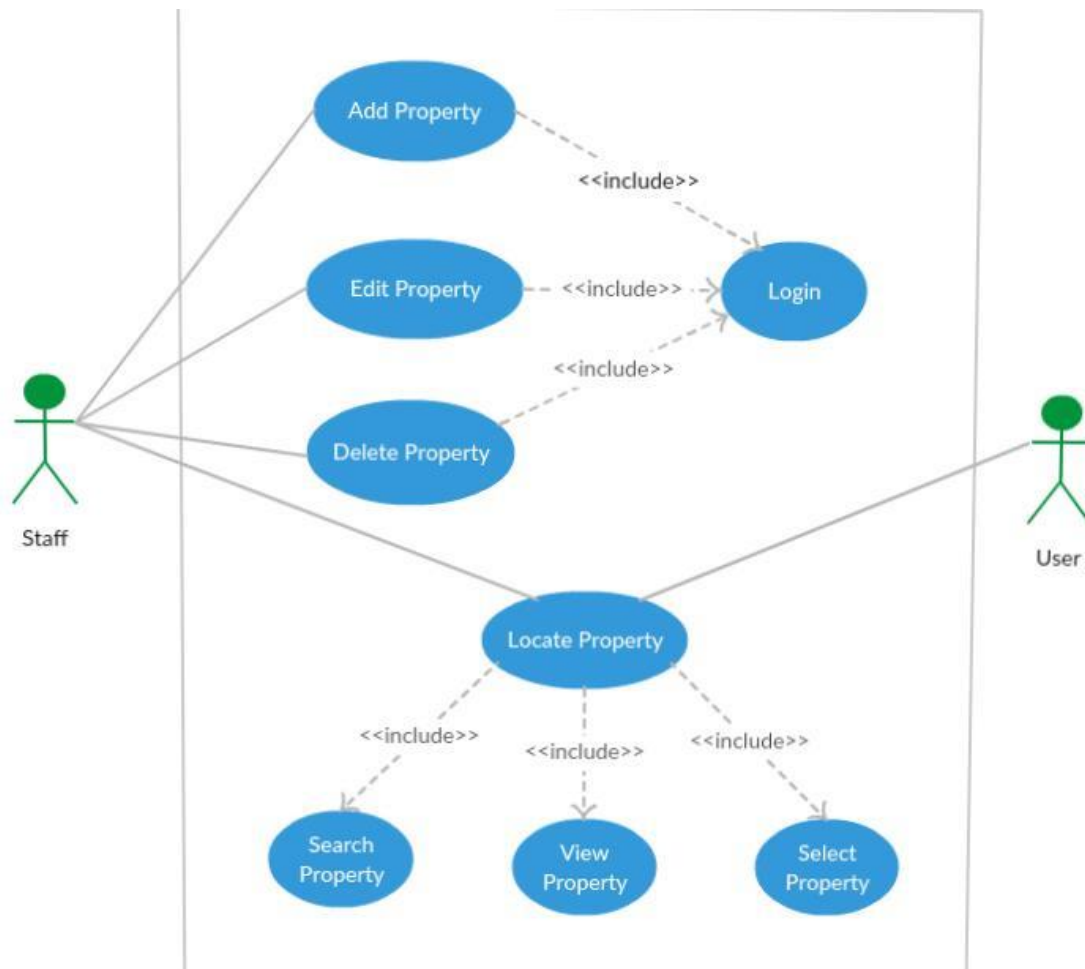 Add Property
<<include>>
Edit Property
<<include>>
Login
<<include>>
Delete Property
Staff
User
Locate Property
<<include>>
<<include>>
<<include>>
Search
Property
View
Property
Select
Property